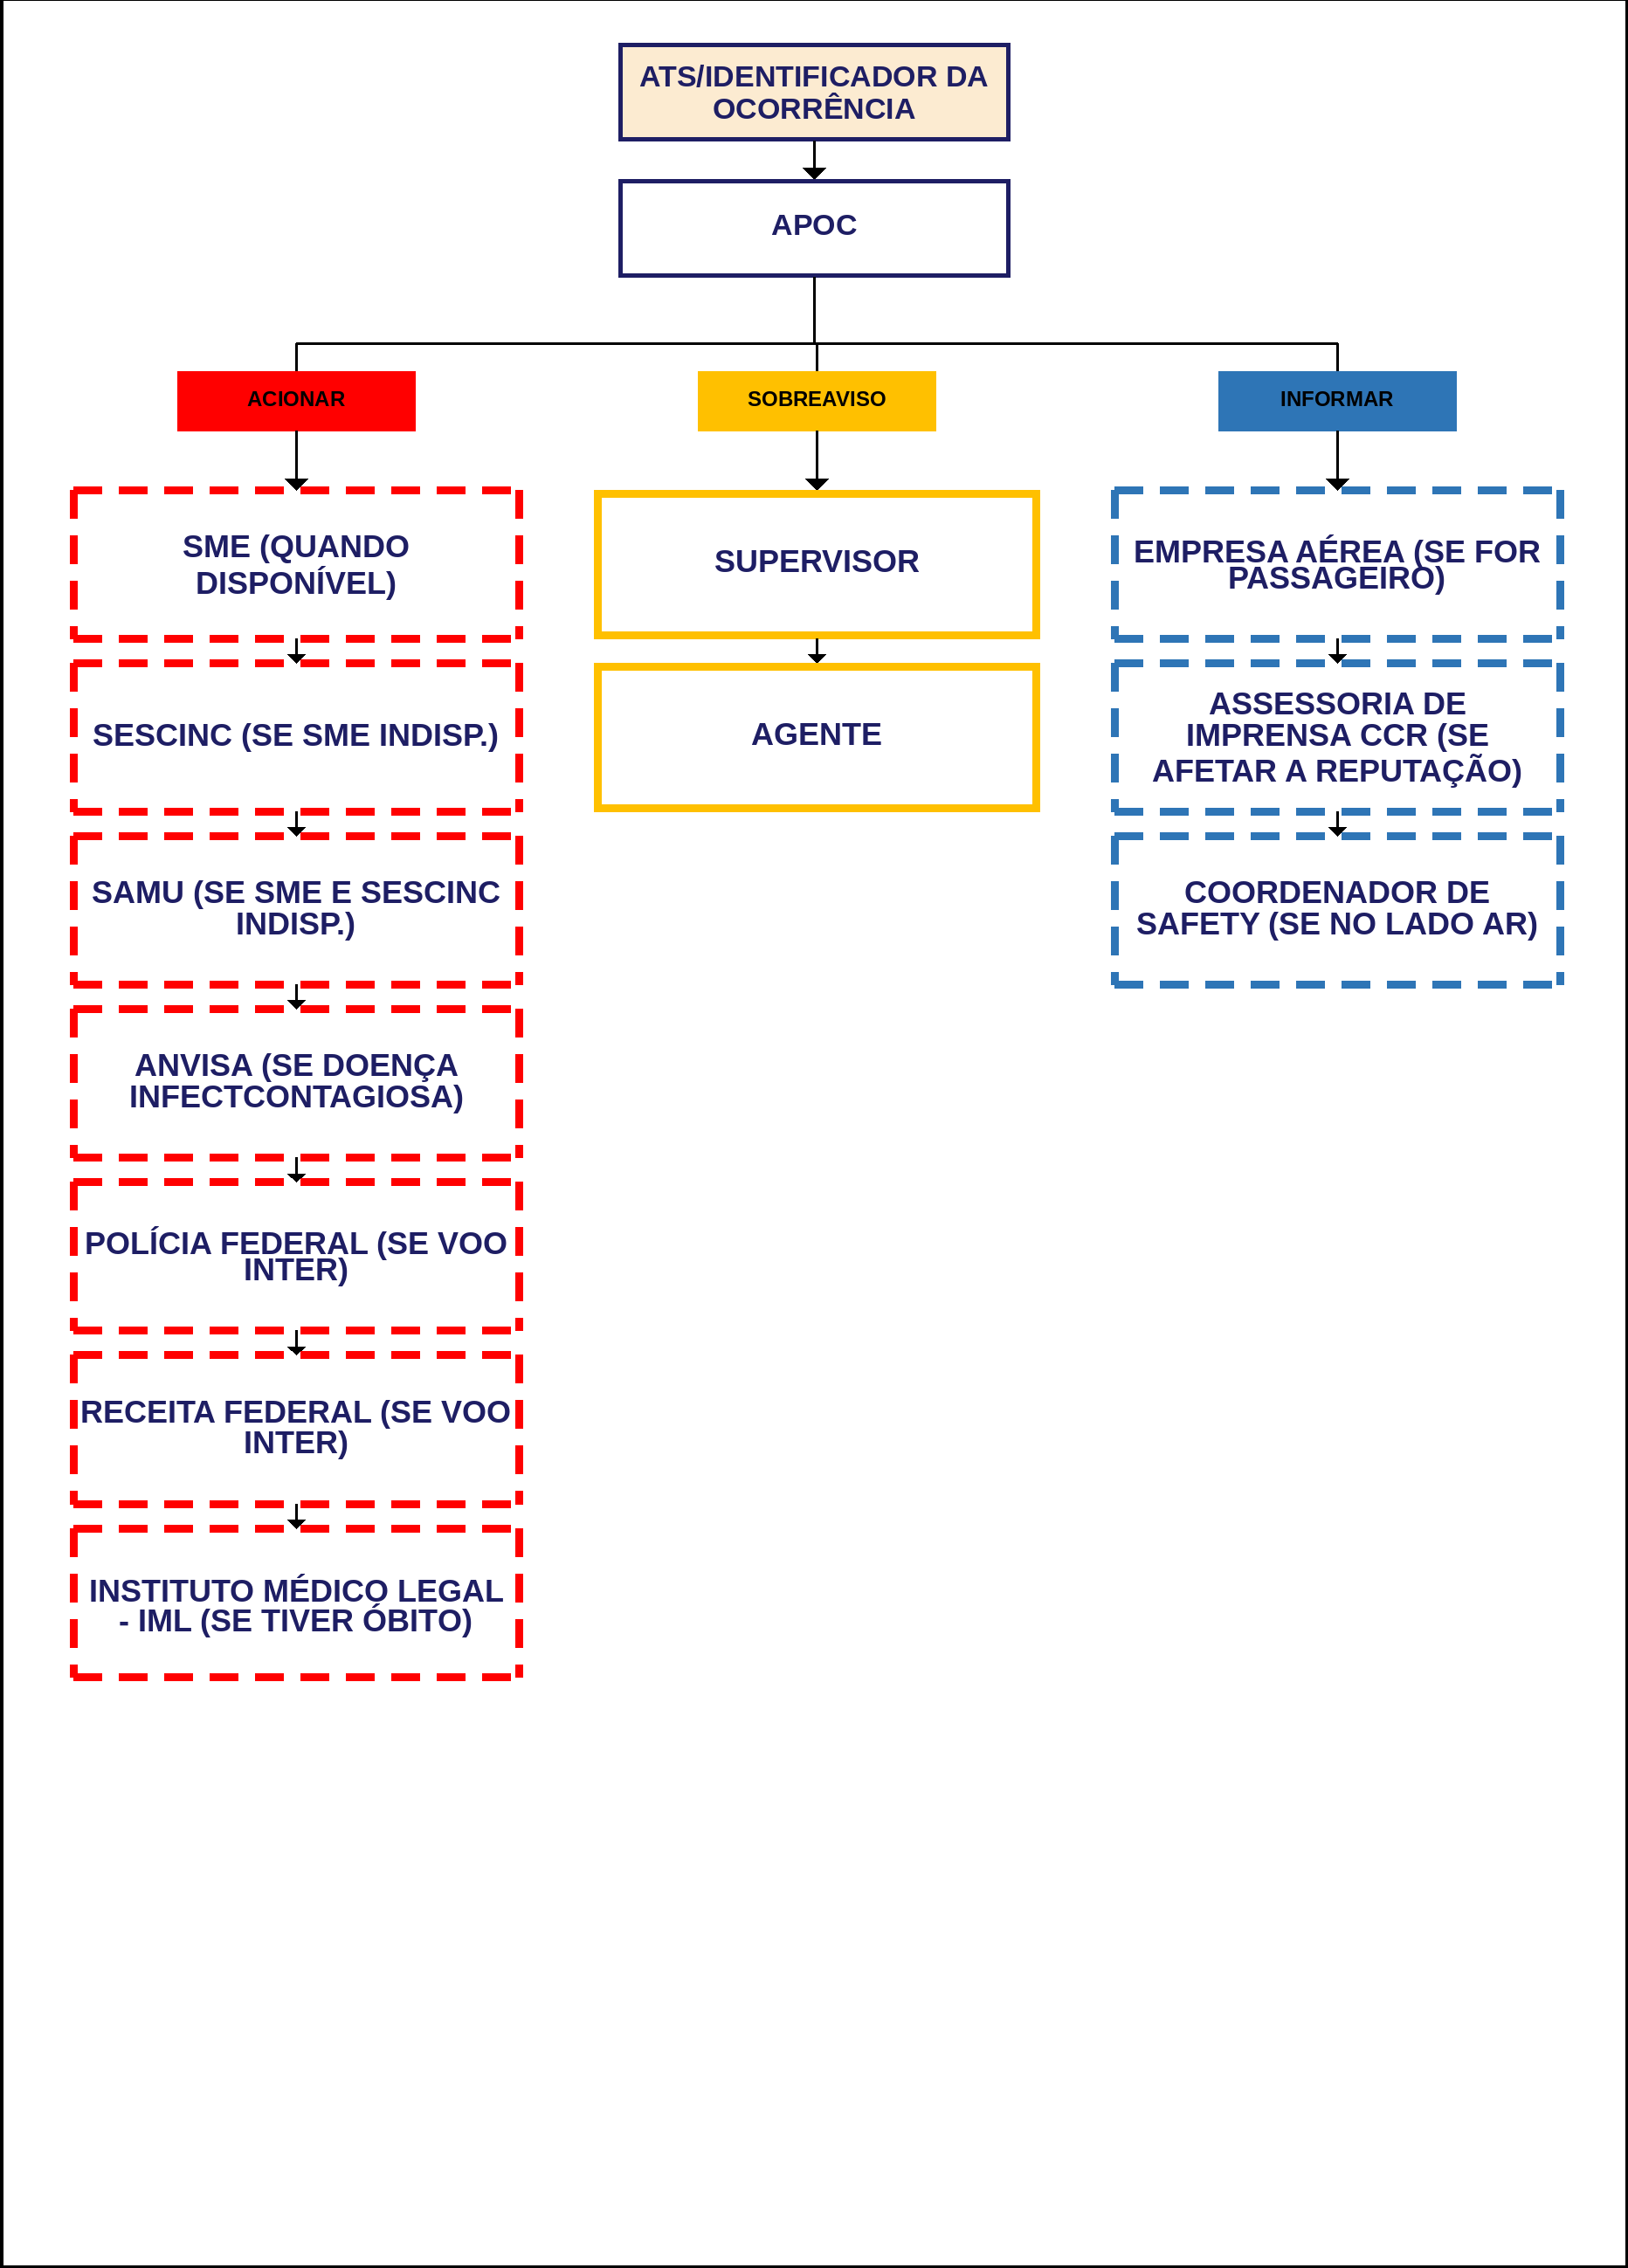 ATS/IDENTIFICADOR DA
OCORRÊNCIA
APOC
ACIONAR
SOBREAVISO
INFORMAR
SME (QUANDO
DISPONÍVEL)
SESCINC (SE SME INDISP.)
SAMU (SE SME E SESCINC
INDISP.)
ANVISA (SE DOENÇA
INFECTCONTAGIOSA)
POLÍCIA FEDERAL (SE VOO
INTER)
RECEITA FEDERAL (SE VOO
INTER)
INSTITUTO MÉDICO LEGAL
- IML (SE TIVER ÓBITO)
SUPERVISOR
AGENTE
EMPRESA AÉREA (SE FOR
PASSAGEIRO)
ASSESSORIA DE
IMPRENSA CCR (SE
AFETAR A REPUTAÇÃO)
COORDENADOR DE
SAFETY (SE NO LADO AR)